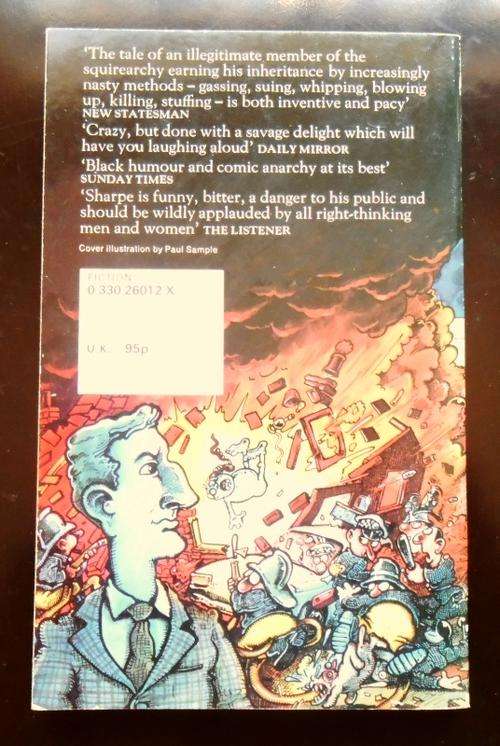 'The tale of an illegitimate member of the
squirearchy earning his inheritance by increasingly
nasty methods – gassing, suing, whipping, blowing
up, killing, stuffing – is both inventive and pacy'
NEW STATESMAN
'Crazy, but done with a savage delight which will
have you laughing aloud' DAILY MIRROR
'Black humour and comic anarchy at its best'
SUNDAY TIMES
'Sharpe is funny, bitter, a danger to his public and
should be wildly applauded by all right-thinking
men and women' THE LISTENER
Cover illustration by Paul Sample
FICTION
0 330 26012 X
U.K. 95p